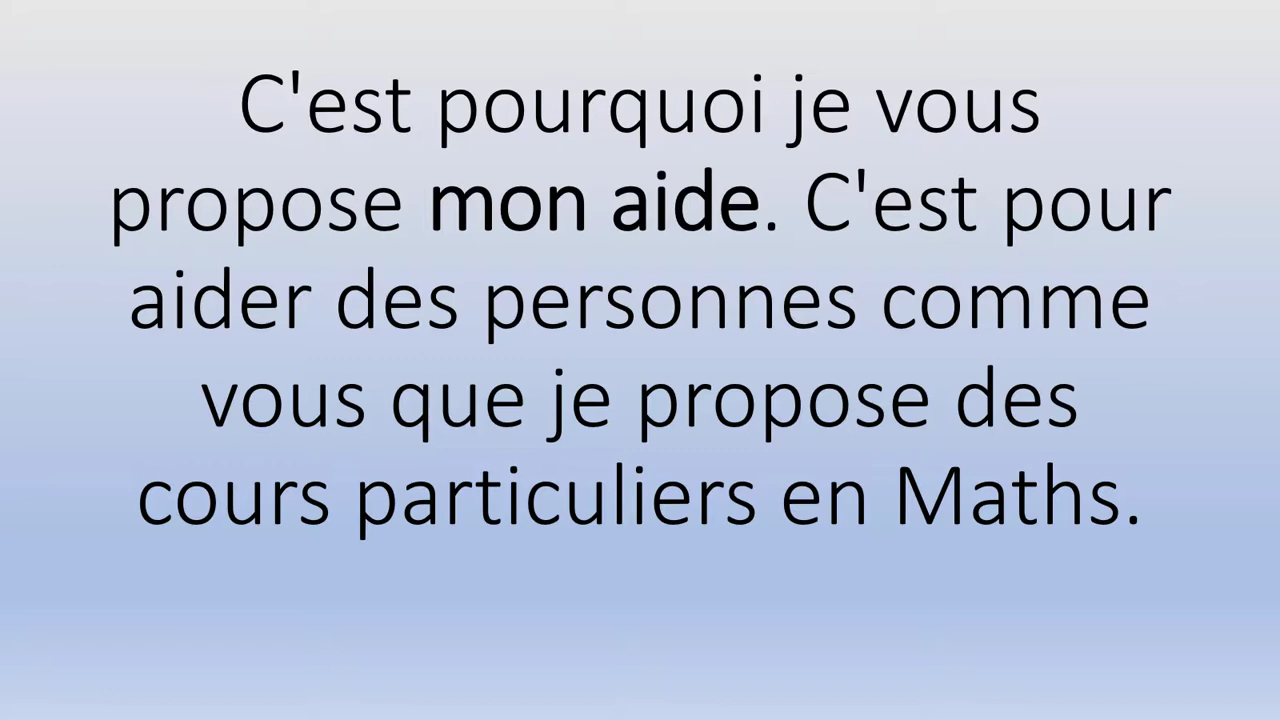 C'est pourquoi je vous
propose mon aide. C'est pour
aider des personnes comme
vous que je propose des
cours particuliers en Maths.